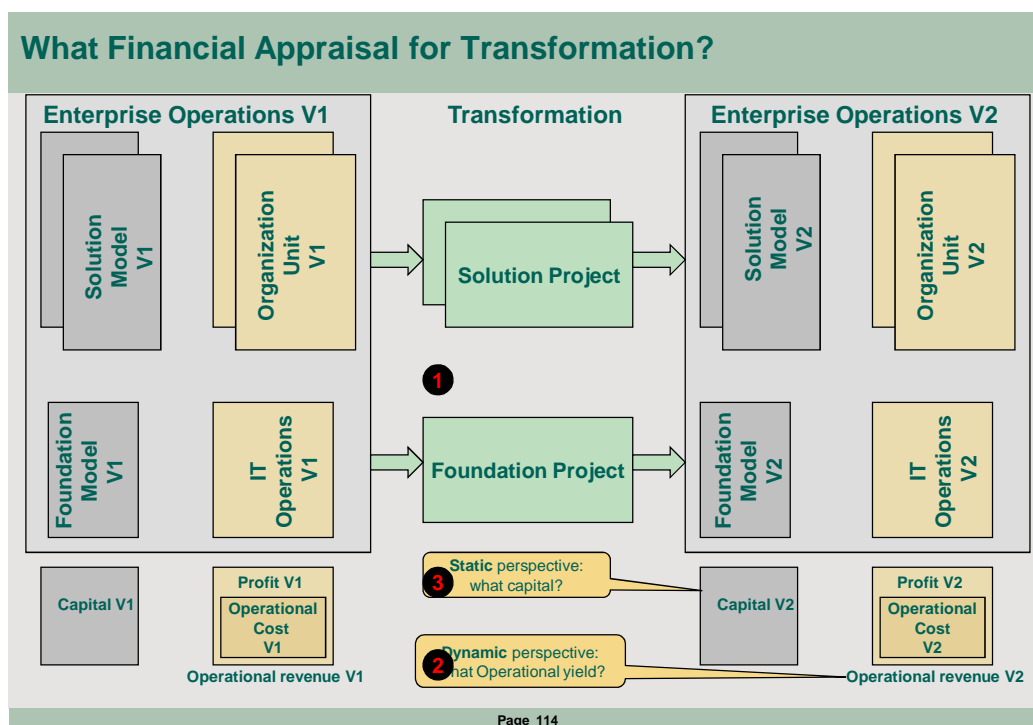 What Financial Appraisal for Transformation?
Enterprise Operations V1
Transformation
Enterprise Operations V2
Solution
Model
V1
Organization
Unit
V1
Solution Project
Solution
Model
V2
Organization
Unit
V2
1
Foundation
Model
V1
IT
Operations
V1
Foundation Project
Foundation
Model
V2
IT
Operations
V2
Static perspective:
what capital?
3
Capital V1
Profit V1
Operational
Cost
V1
Operational revenue V1
Capital V2
Profit V2
Operational
Cost
V2
Operational revenue V2
Dynamic perspective:
hat Operational yield?
2
Page 114